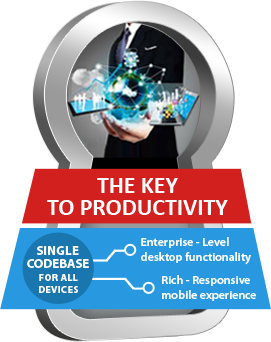 THE KEY
TO PRODUCTIVITY
SINGLE
CODEBASE
FOR ALL
DEVICES
Enterprise - Level
desktop functionality
Rich - Responsive
mobile experience